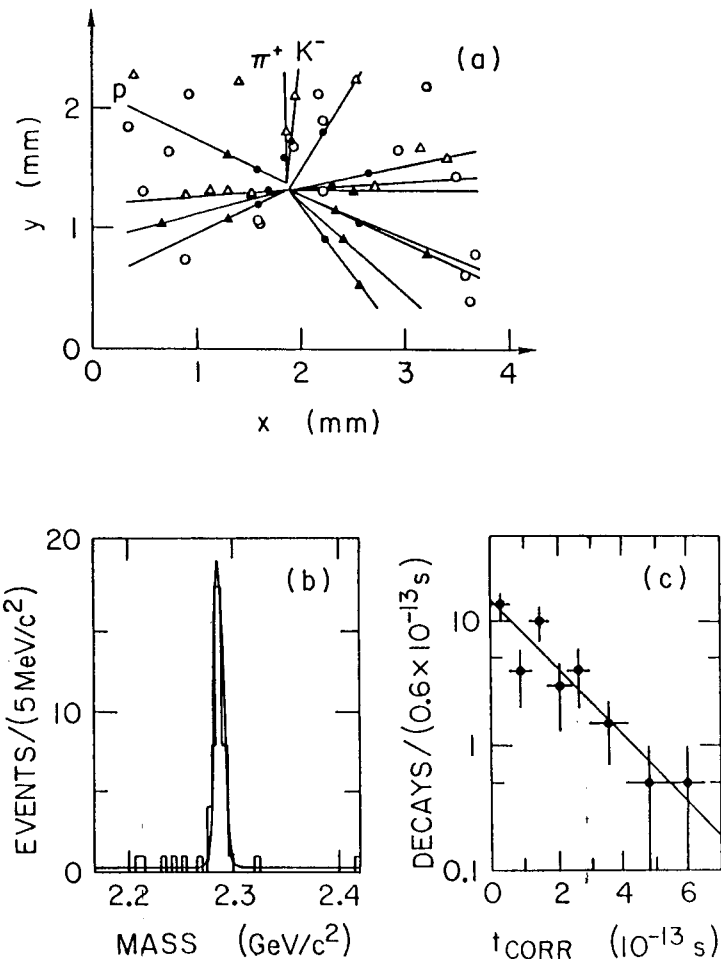 (a)
π⁺ K⁻
p
y (mm)
2
1
0
0 1 2 3 4
x (mm)
(b)
EVENTS/(5 MeV/c²)
20
10
0
2.2 2.3 2.4
MASS (GeV/c²)
(c)
DECAYS/(0.6×10⁻¹³s)
10
1
0.1
0 2 4 6
tCORR (10⁻¹³ s)